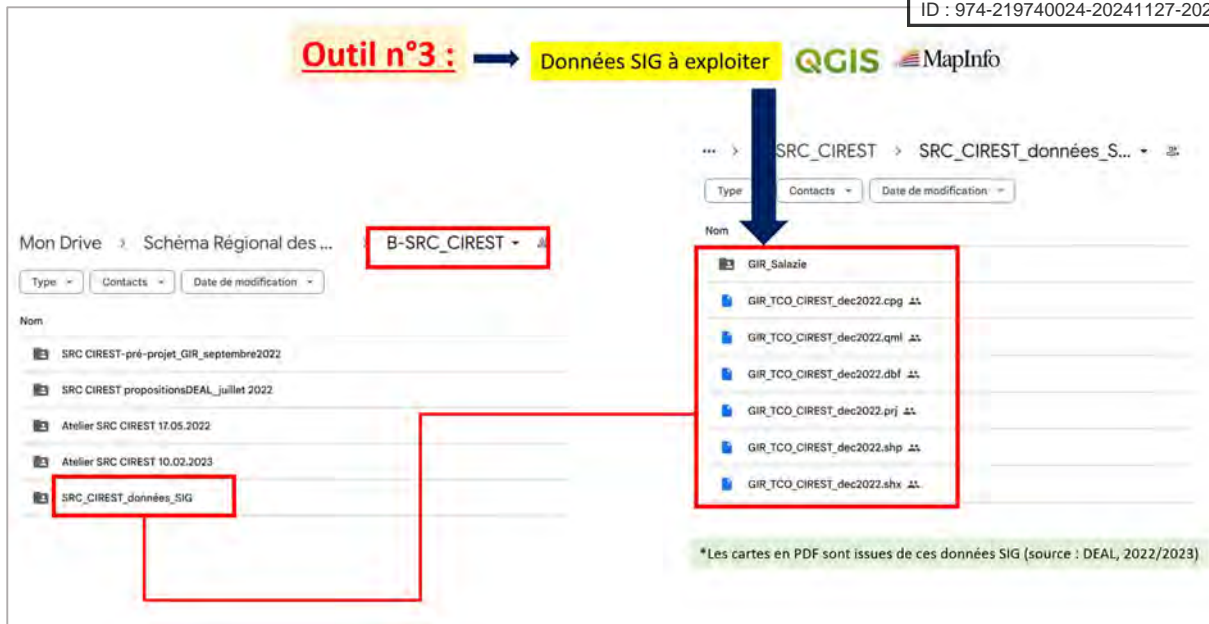 ID : 974-219740024-20241127-202
Outil n°3 :
Données SIG à exploiter
QGIS
MapInfo
Mon Drive > Schéma Régional des ... > B-SRC_CIREST
Type
Contacts
Date de modification
Nom
SRC CIREST-pré-projet_GIR_septembre2022
SRC CIREST propositionsDEAL_juillet 2022
Atelier SRC CIREST 17.05.2022
Atelier SRC CIREST 10.02.2023
SRC_CIREST_données_SIG
... > SRC_CIREST > SRC_CIREST_données_S...
Type
Contacts
Date de modification
Nom
GIR_Salazie
GIR_TCO_CIREST_dec2022.cpg
GIR_TCO_CIREST_dec2022.qml
GIR_TCO_CIREST_dec2022.dbf
GIR_TCO_CIREST_dec2022.prj
GIR_TCO_CIREST_dec2022.shp
GIR_TCO_CIREST_dec2022.shx
*Les cartes en PDF sont issues de ces données SIG (source : DEAL, 2022/2023)